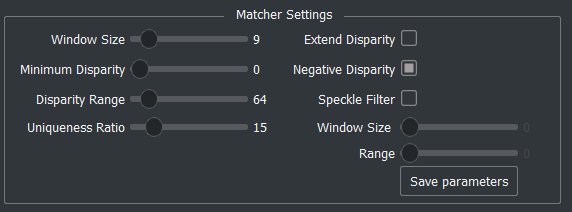 Matcher Settings
Window Size 9 Extend Disparity
Minimum Disparity 0 Negative Disparity
Disparity Range 64 Speckle Filter
Uniqueness Ratio 15 Window Size 0
Range 0
Save parameters